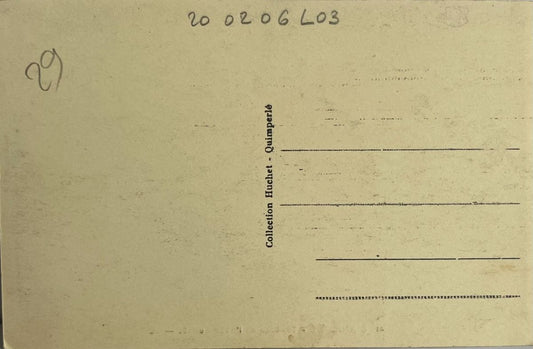 20 02 06 L03
29
Collection Huchet - Quimperlé